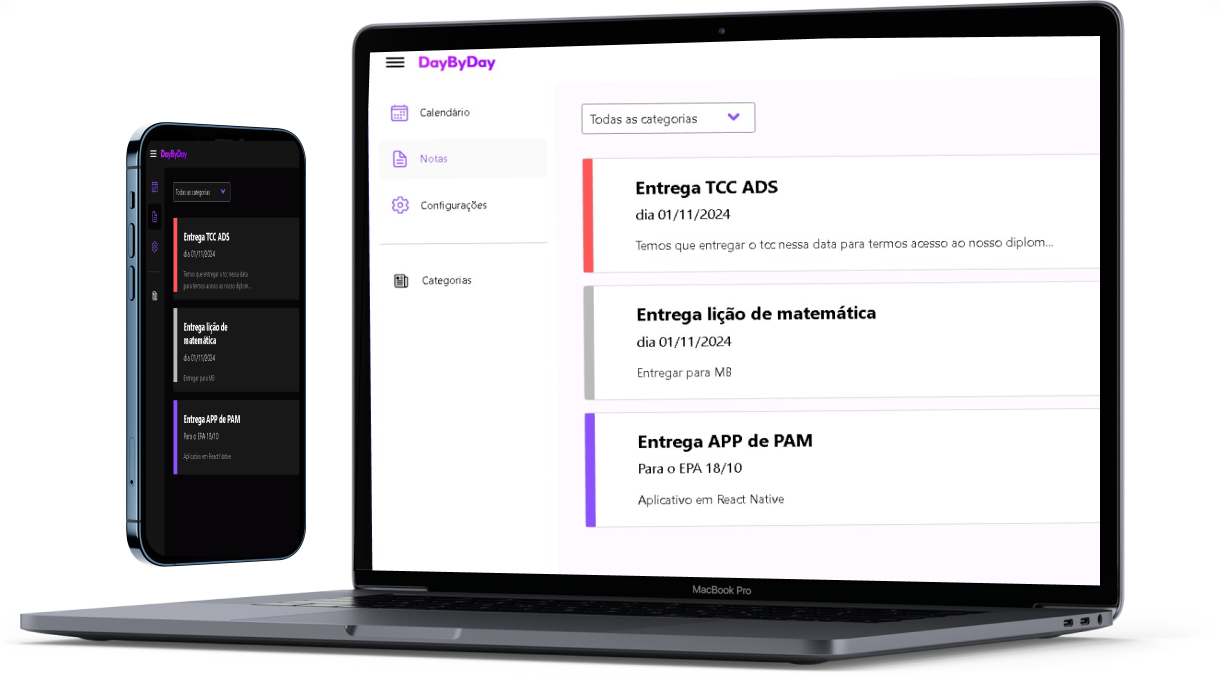 DayByDay
Todas as categorias
Entrega TCC ADS
dia 01/11/2024
Temos que entregar o tcc nessa data
para termos acesso ao nosso diplom...
Entrega lição de
matemática
dia 01/11/2024
Entregar para MB
Entrega APP de PAM
Para o EPA 18/10
Aplicativo em React Native
DayByDay
Calendário
Notas
Configurações
Categorias
Todas as categorias
Entrega TCC ADS
dia 01/11/2024
Temos que entregar o tcc nessa data para termos acesso ao nosso diplom...
Entrega lição de matemática
dia 01/11/2024
Entregar para MB
Entrega APP de PAM
Para o EPA 18/10
Aplicativo em React Native
MacBook Pro